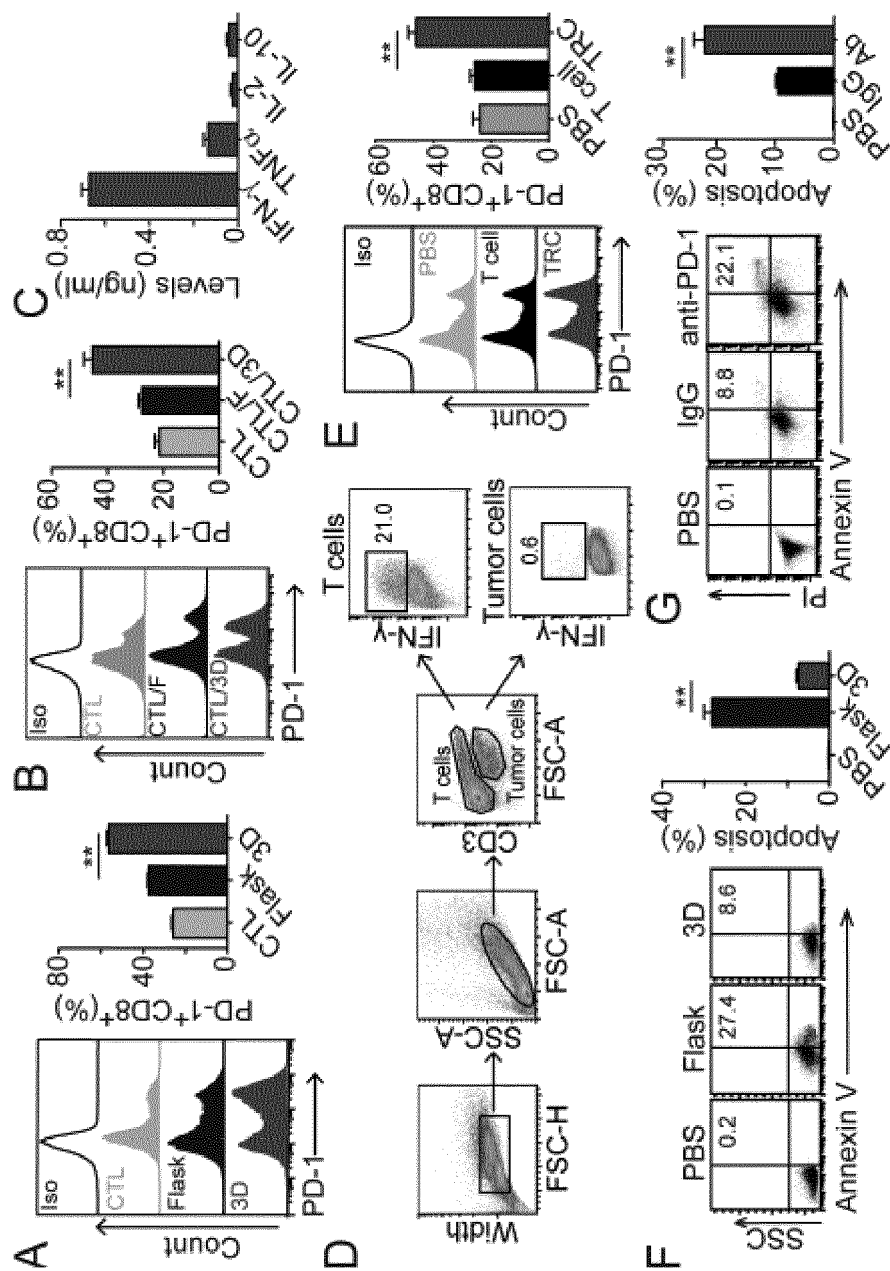 A
Count
Iso
CTL
Flask
3D
PD-1
PD-1+CD8+(%)
80
40
0
CTL
Flask
3D
**
B
Count
Iso
CTL
CTL/F
CTL/3D
PD-1
PD-1+CD8+(%)
60
40
20
0
CTL
CTL/F
CTL/3D
**
C
Levels (ng/ml)
0.8
0.4
0
IFN-γ
TNFα
IL-2
IL-10
D
Width
FSC-H
SSC-A
FSC-A
CD3
T cells
Tumor cells
FSC-A
T cells
21.0
IFN-γ
Tumor cells
0.6
IFN-γ
E
Count
Iso
PBS
T cell
TRC
PD-1
PD-1+CD8+(%)
60
40
20
0
PBS
T cell
TRC
**
F
SSC
PBS
0.2
Flask
27.4
3D
8.6
Annexin V
Apoptosis (%)
40
20
0
PBS
Flask
3D
**
G
PI
PBS
0.1
IgG
8.8
anti-PD-1
22.1
Annexin V
Apoptosis (%)
30
20
10
0
PBS
IgG
Ab
**